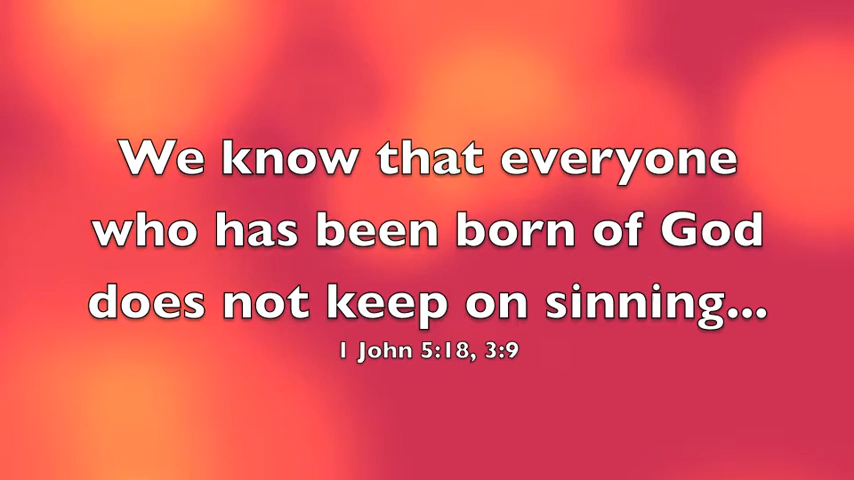 We know that everyone
who has been born of God
does not keep on sinning...
1 John 5:18, 3:9